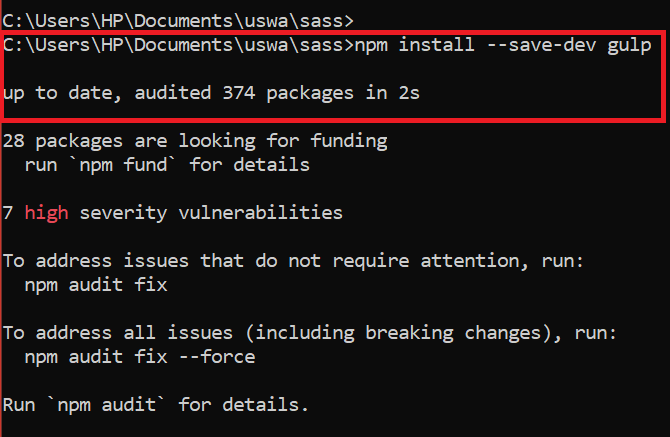 C:\Users\HP\Documents\uswa\sass>
C:\Users\HP\Documents\uswa\sass>npm install --save-dev gulp
up to date, audited 374 packages in 2s
28 packages are looking for funding
  run `npm fund` for details
7 high severity vulnerabilities
To address issues that do not require attention, run:
  npm audit fix
To address all issues (including breaking changes), run:
  npm audit fix --force
Run `npm audit` for details.